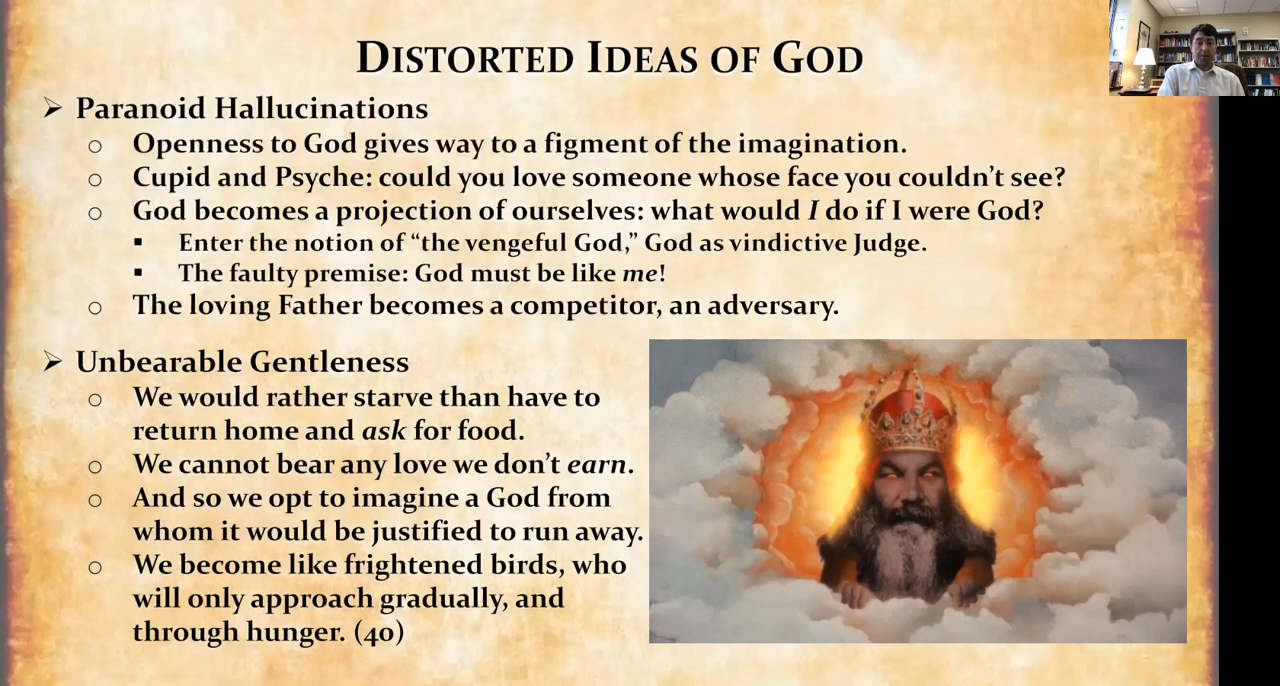 DISTORTED IDEAS OF GOD
➢ Paranoid Hallucinations
○ Openness to God gives way to a figment of the imagination.
○ Cupid and Psyche: could you love someone whose face you couldn’t see?
○ God becomes a projection of ourselves: what would I do if I were God?
▪ Enter the notion of “the vengeful God,” God as vindictive Judge.
▪ The faulty premise: God must be like me!
○ The loving Father becomes a competitor, an adversary.
➢ Unbearable Gentleness
○ We would rather starve than have to
return home and ask for food.
○ We cannot bear any love we don’t earn.
○ And so we opt to imagine a God from
whom it would be justified to run away.
○ We become like frightened birds, who
will only approach gradually, and
through hunger. (40)